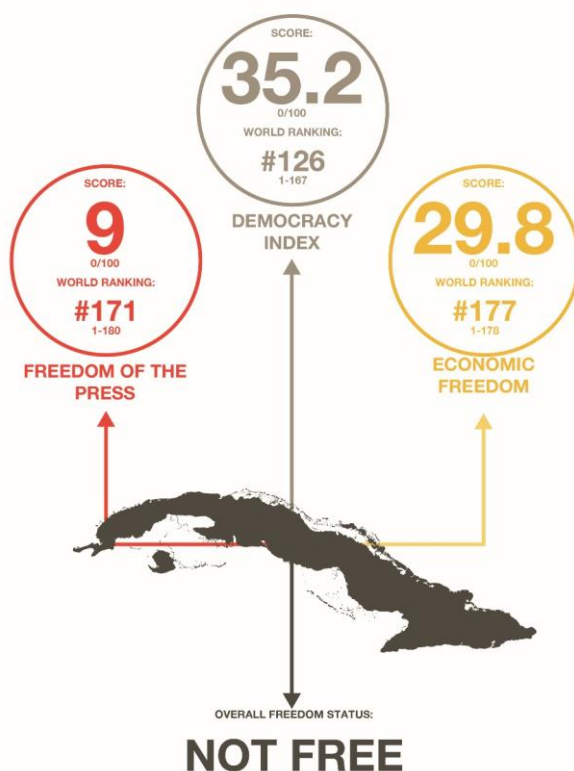 SCORE:
35.2
0/100
WORLD RANKING:
#126
1-167
DEMOCRACY
INDEX
SCORE:
9
0/100
WORLD RANKING:
#171
1-180
FREEDOM OF THE
PRESS
SCORE:
29.8
0/100
WORLD RANKING:
#177
1-178
ECONOMIC
FREEDOM
OVERALL FREEDOM STATUS:
NOT FREE